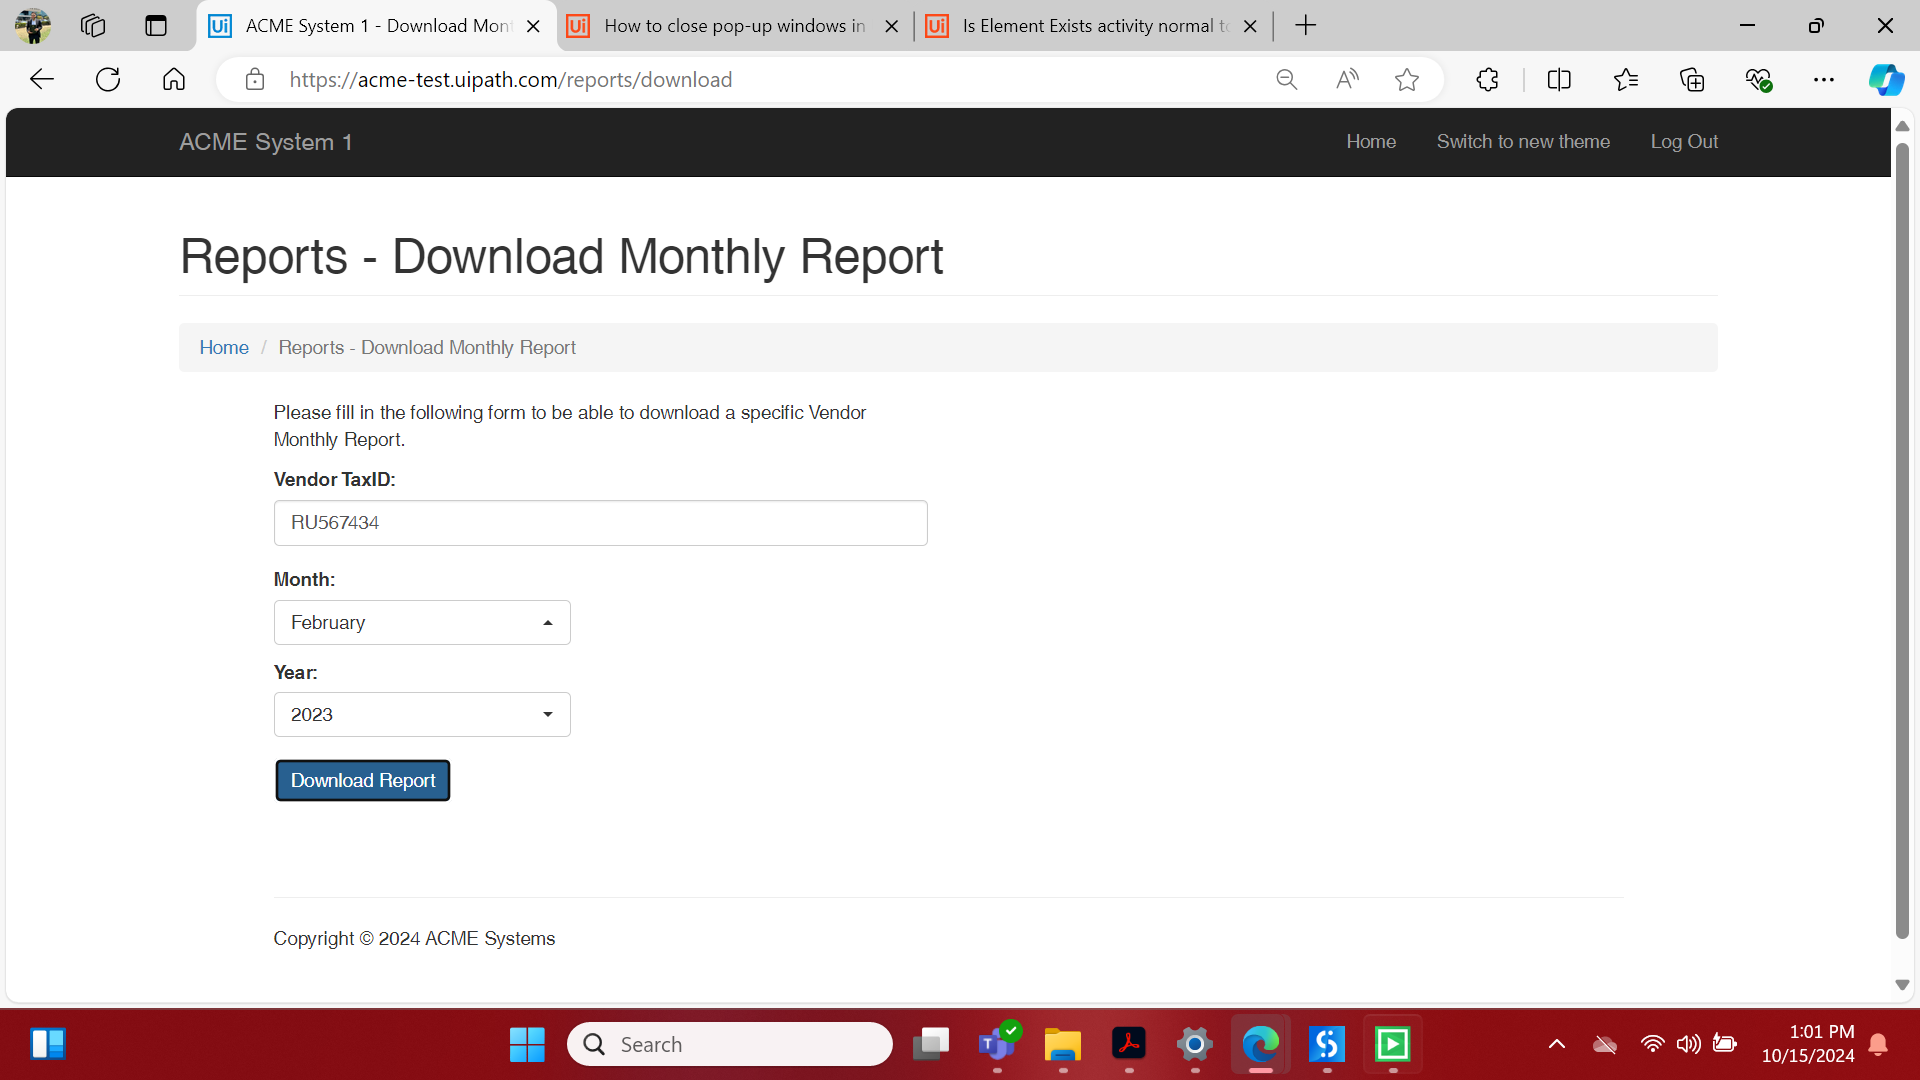 ACME System 1 - Download Mont
How to close pop-up windows in
Is Element Exists activity normal to
https://acme-test.uipath.com/reports/download
ACME System 1
Home
Switch to new theme
Log Out
Reports - Download Monthly Report
Home / Reports - Download Monthly Report
Please fill in the following form to be able to download a specific Vendor
Monthly Report.
Vendor TaxID:
RU567434
Month:
February
Year:
2023
Download Report
Copyright © 2024 ACME Systems
Search
1:01 PM
10/15/2024